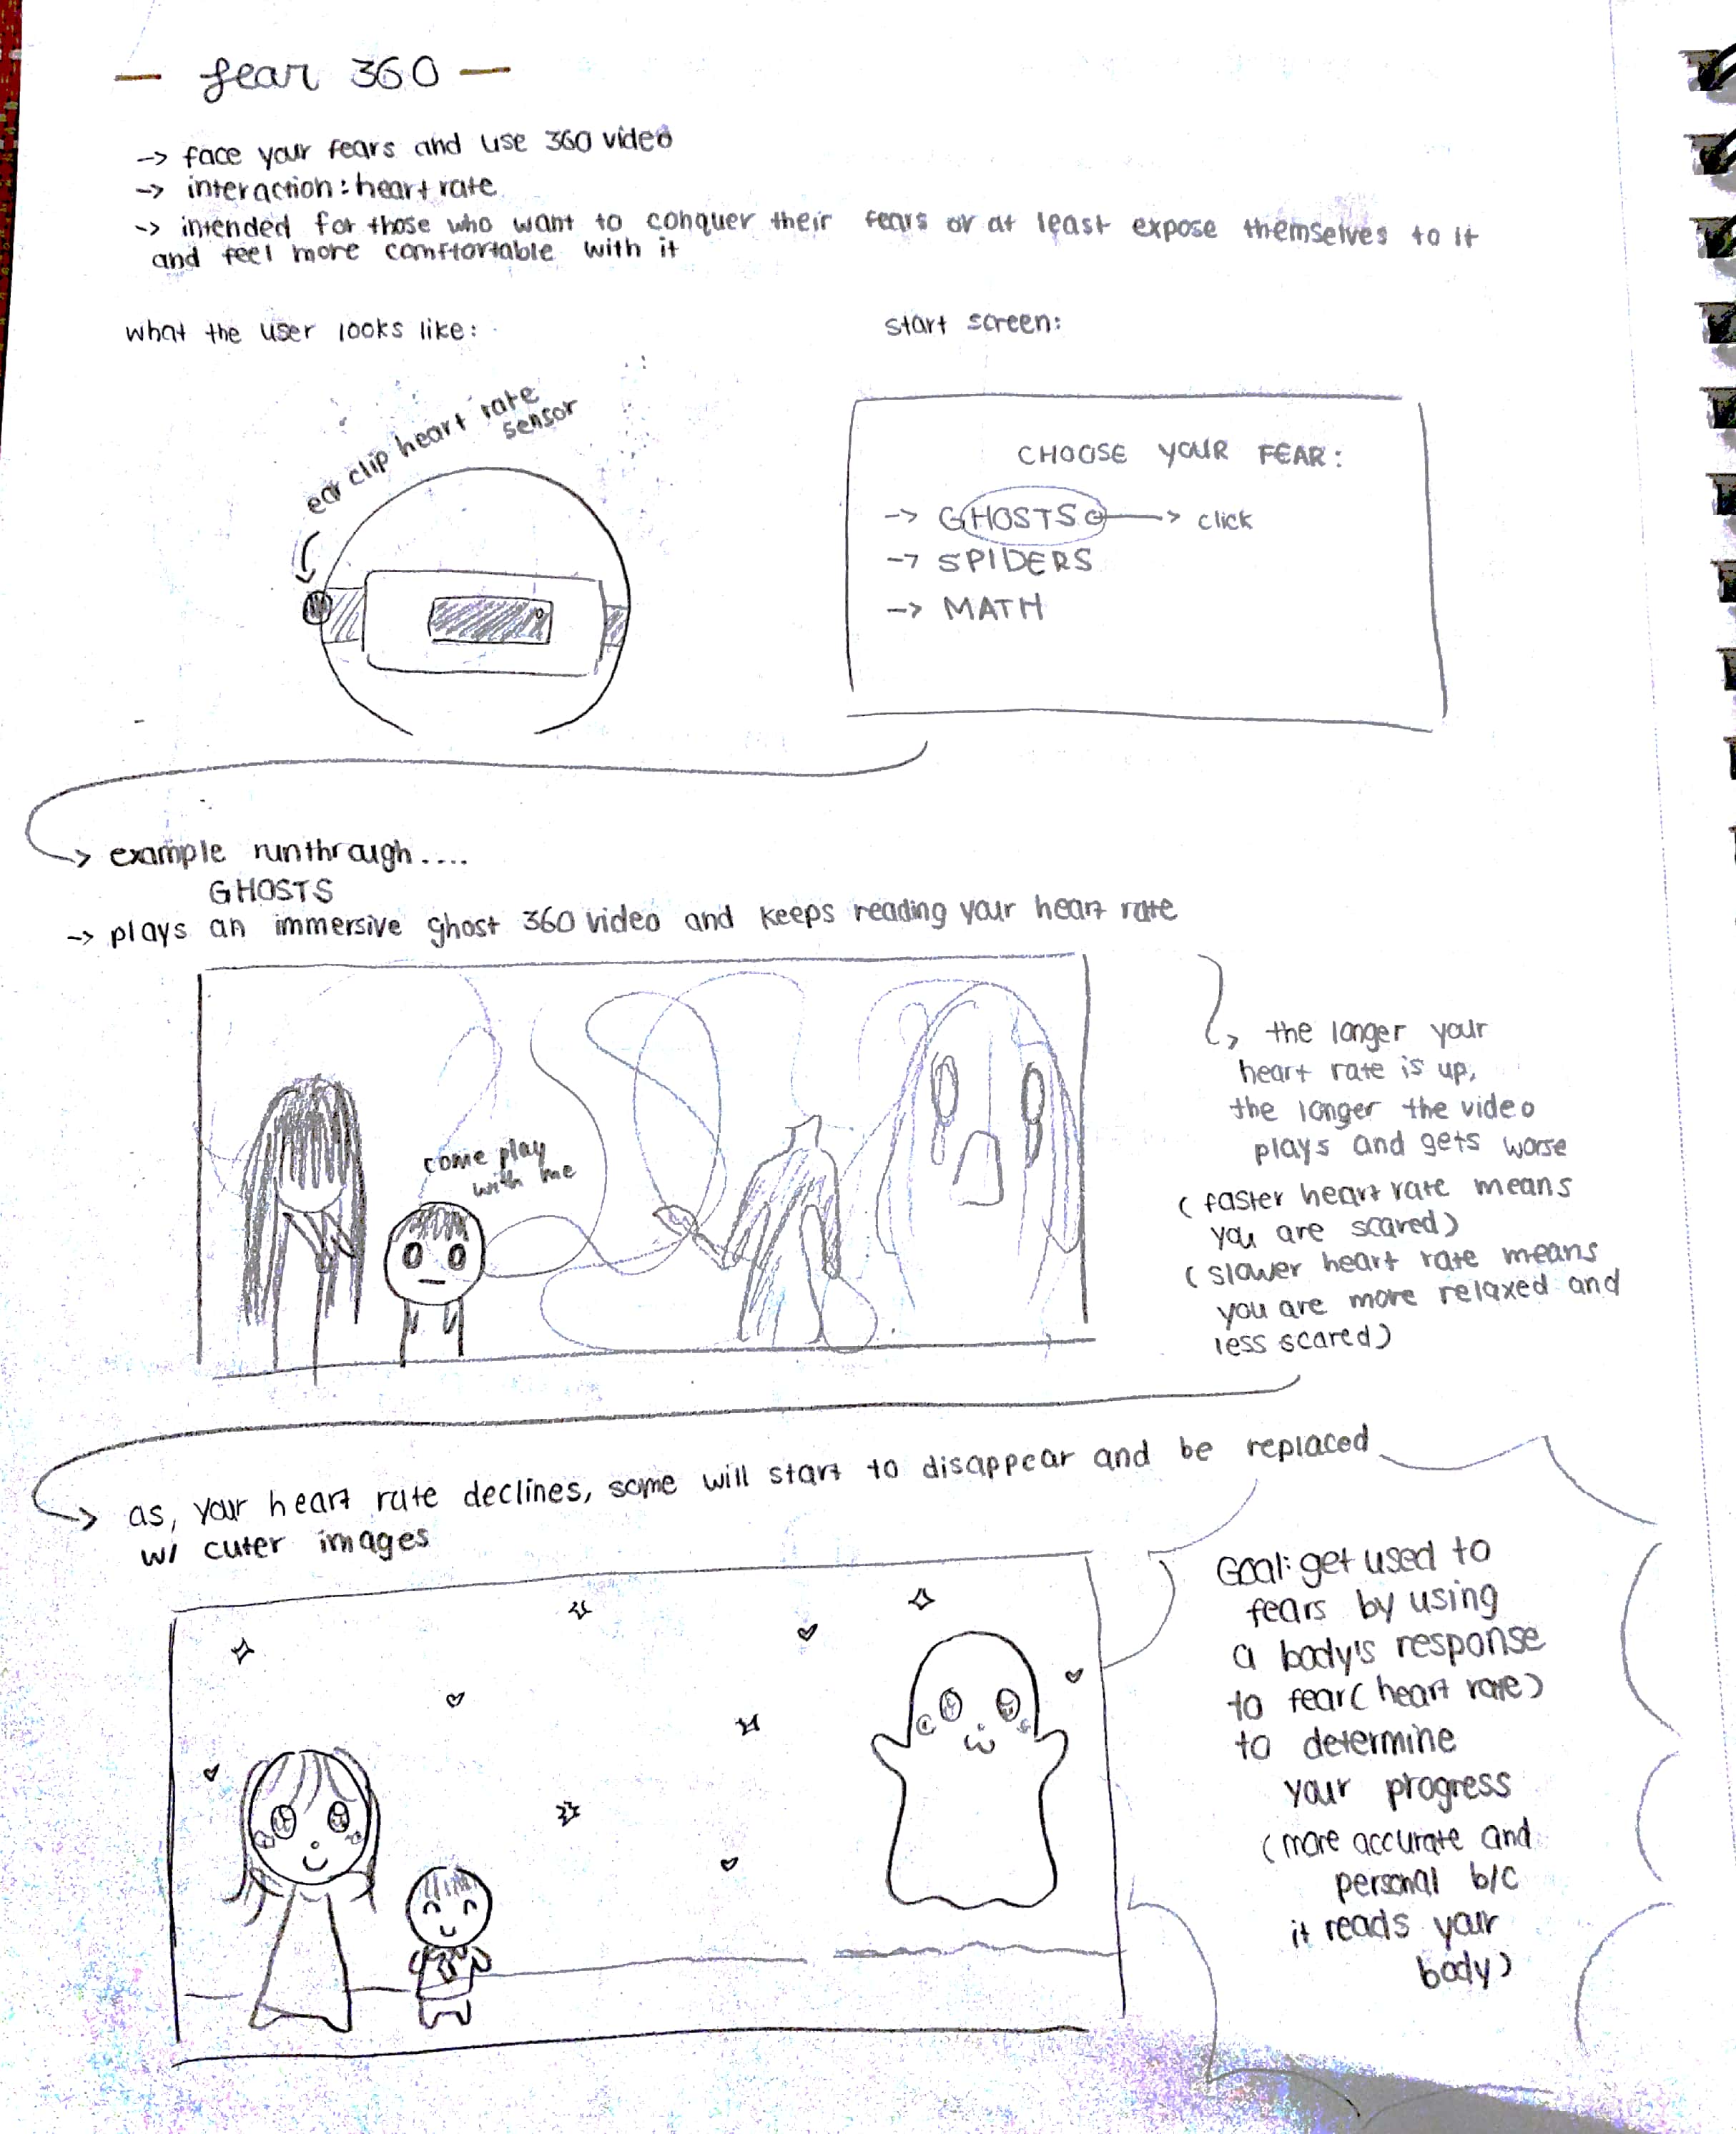 — fear 360 —
-> face your fears and use 360 video
-> interaction: heart rate
-> intended for those who want to conquer their fears or at least expose themselves to it
and feel more comftortable with it
what the user looks like:
ear clip heart rate
sensor
start screen:
CHOOSE YOUR FEAR:
-> GHOSTS -> click
-> SPIDERS
-> MATH
-> example runthrough....
GHOSTS
-> plays an immersive ghost 360 video and keeps reading your heart rate
come play
with me
-> the longer your
heart rate is up,
the longer the video
plays and gets worse
(faster heart rate means
you are scared)
(slower heart rate means
you are more relaxed and
less scared)
-> as, your heart rate declines, some will start to disappear and be replaced
w/ cuter images
Goal: get used to
fears by using
a body's response
to fear (heart rate)
to determine
your progress
(more accurate and
personal b/c
it reads your
body)